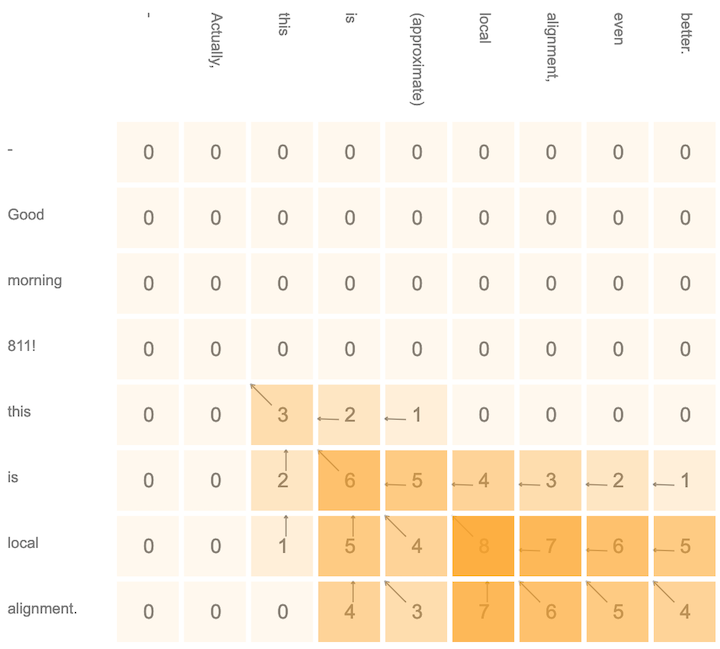 - Actually, this is (approximate) local alignment, even better.
- 0 0 0 0 0 0 0 0 0
Good 0 0 0 0 0 0 0 0 0
morning 0 0 0 0 0 0 0 0 0
811! 0 0 0 0 0 0 0 0 0
this 0 0 3 2 1 0 0 0 0
is 0 0 2 6 5 4 3 2 1
local 0 0 1 5 4 8 7 6 5
alignment. 0 0 0 4 3 7 6 5 4